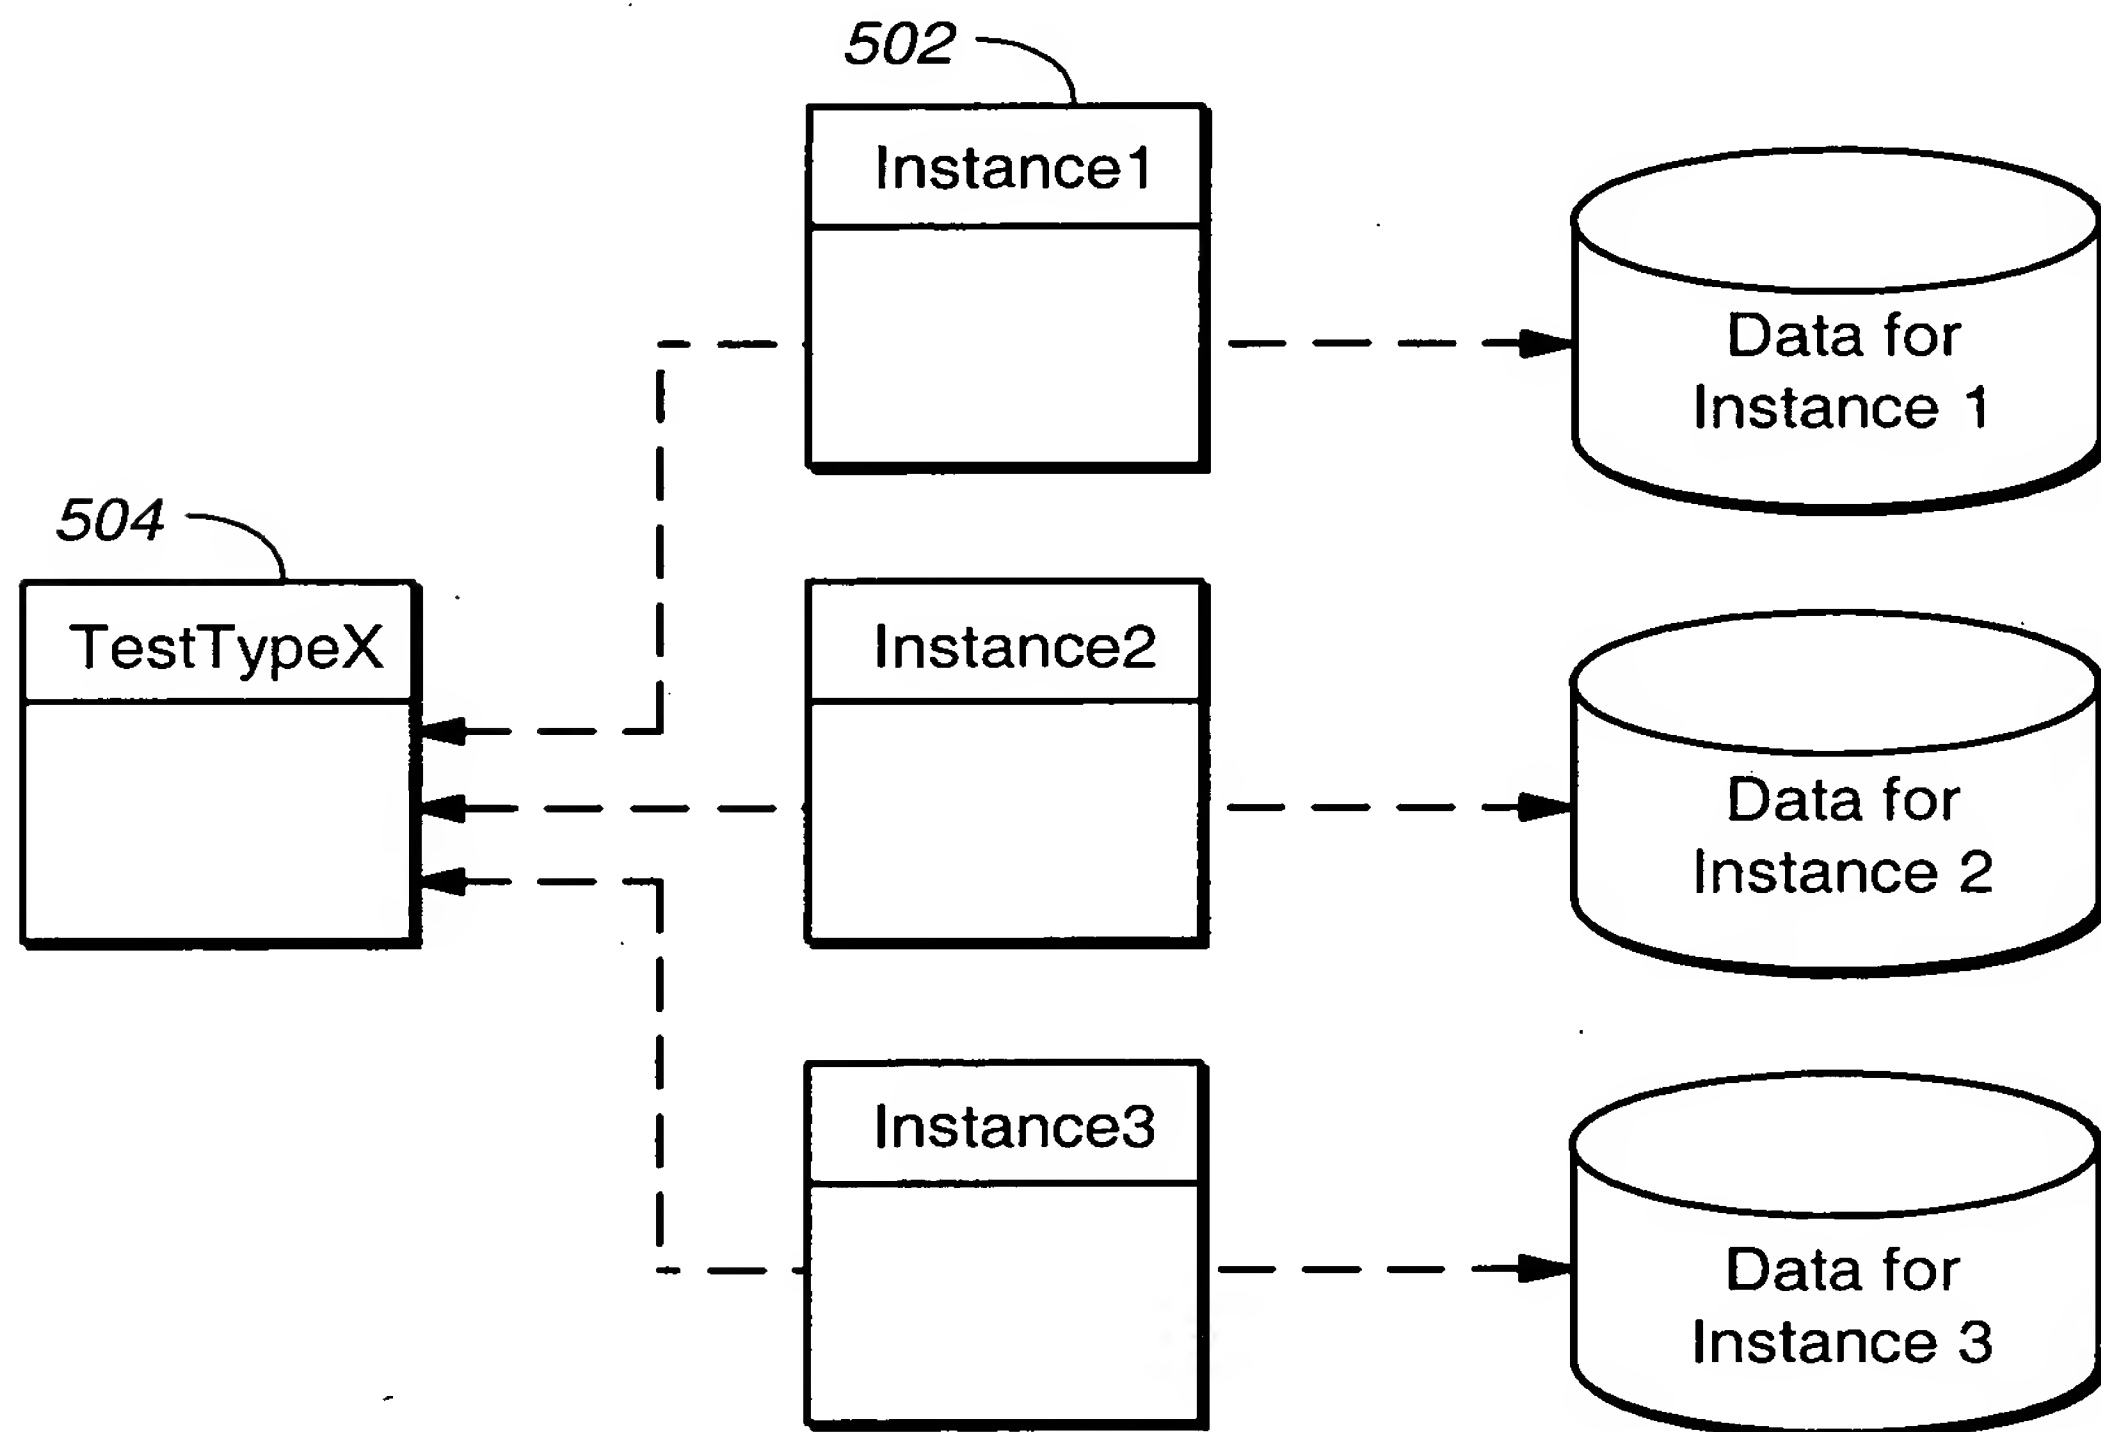 502
Instance1
Data for
Instance 1
504
TestTypeX
Instance2
Data for
Instance 2
Instance3
Data for
Instance 3